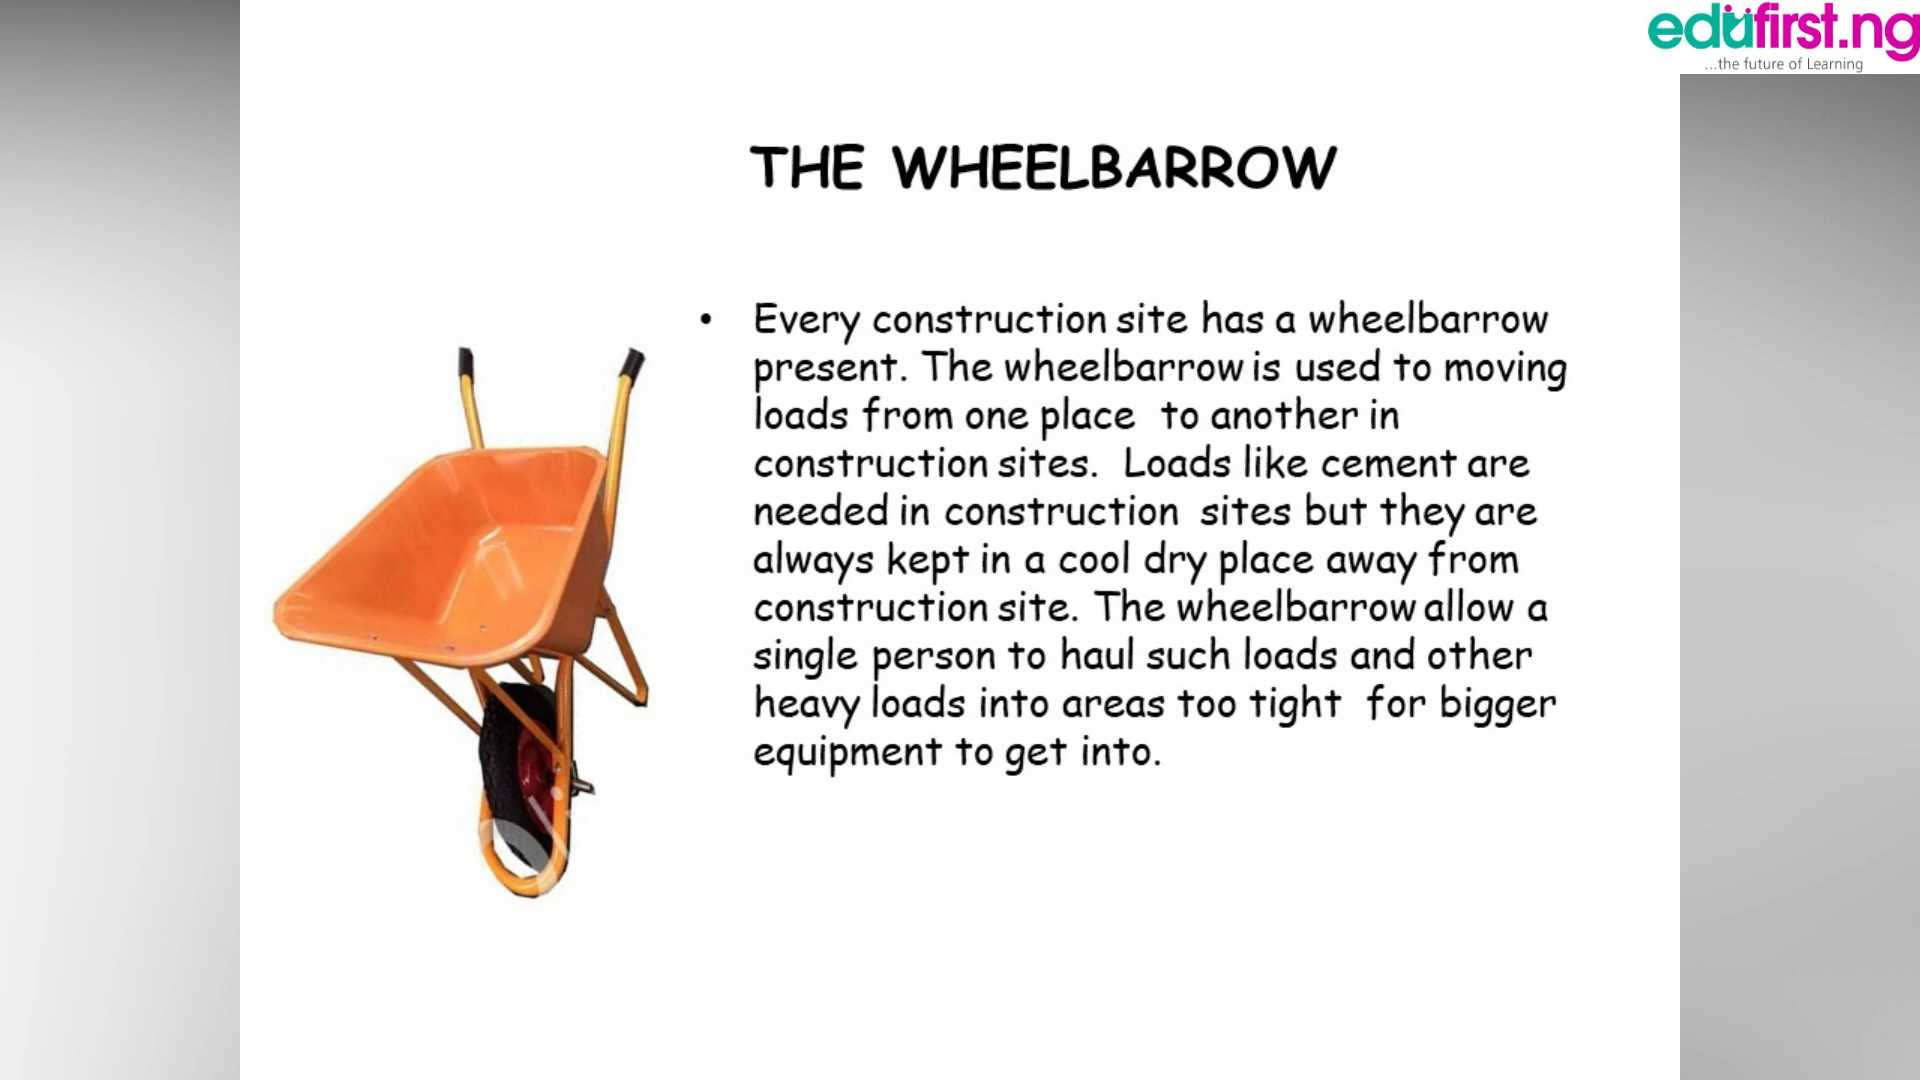 edufirst.ng
...the future of Learning
THE WHEELBARROW
• Every construction site has a wheelbarrow
present. The wheelbarrow is used to moving
loads from one place to another in
construction sites. Loads like cement are
needed in construction sites but they are
always kept in a cool dry place away from
construction site. The wheelbarrow allow a
single person to haul such loads and other
heavy loads into areas too tight for bigger
equipment to get into.